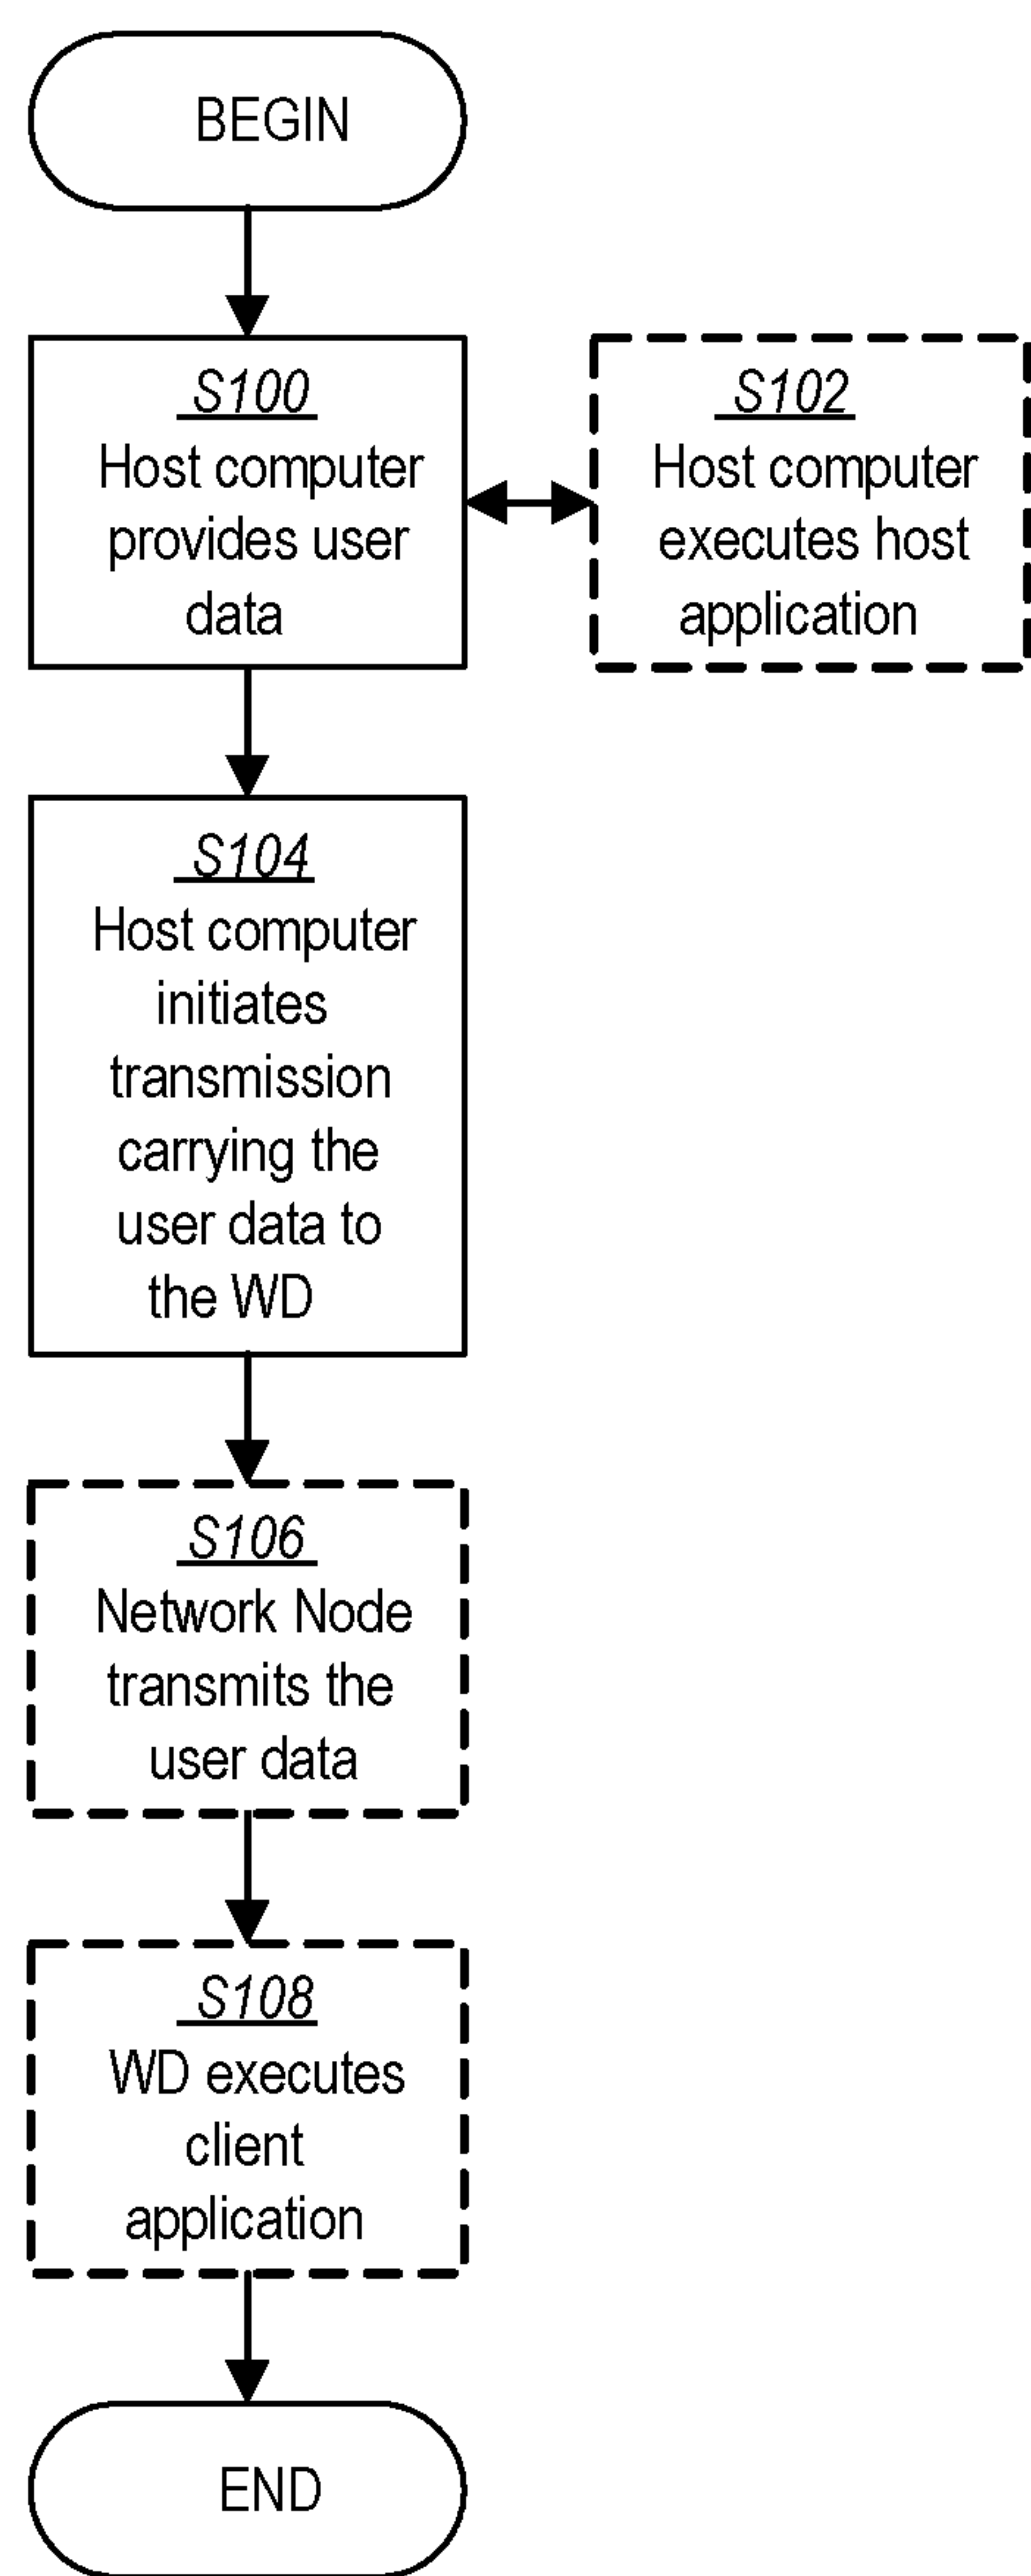 BEGIN
S100
Host computer
provides user
data
S102
Host computer
executes host
application
S104
Host computer
initiates
transmission
carrying the
user data to
the WD
S106
Network Node
transmits the
user data
S108
WD executes
client
application
END